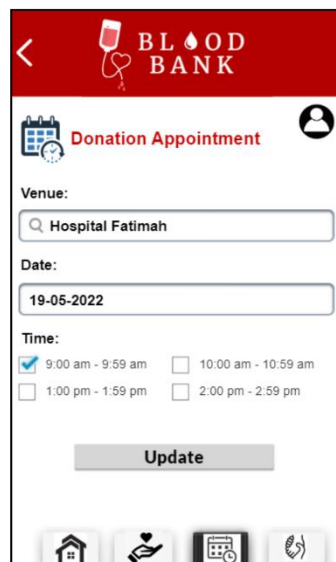 BLOOD
BANK
Donation Appointment
Venue:
Hospital Fatimah
Date:
19-05-2022
Time:
9:00 am - 9:59 am
10:00 am - 10:59 am
1:00 pm - 1:59 pm
2:00 pm - 2:59 pm
Update